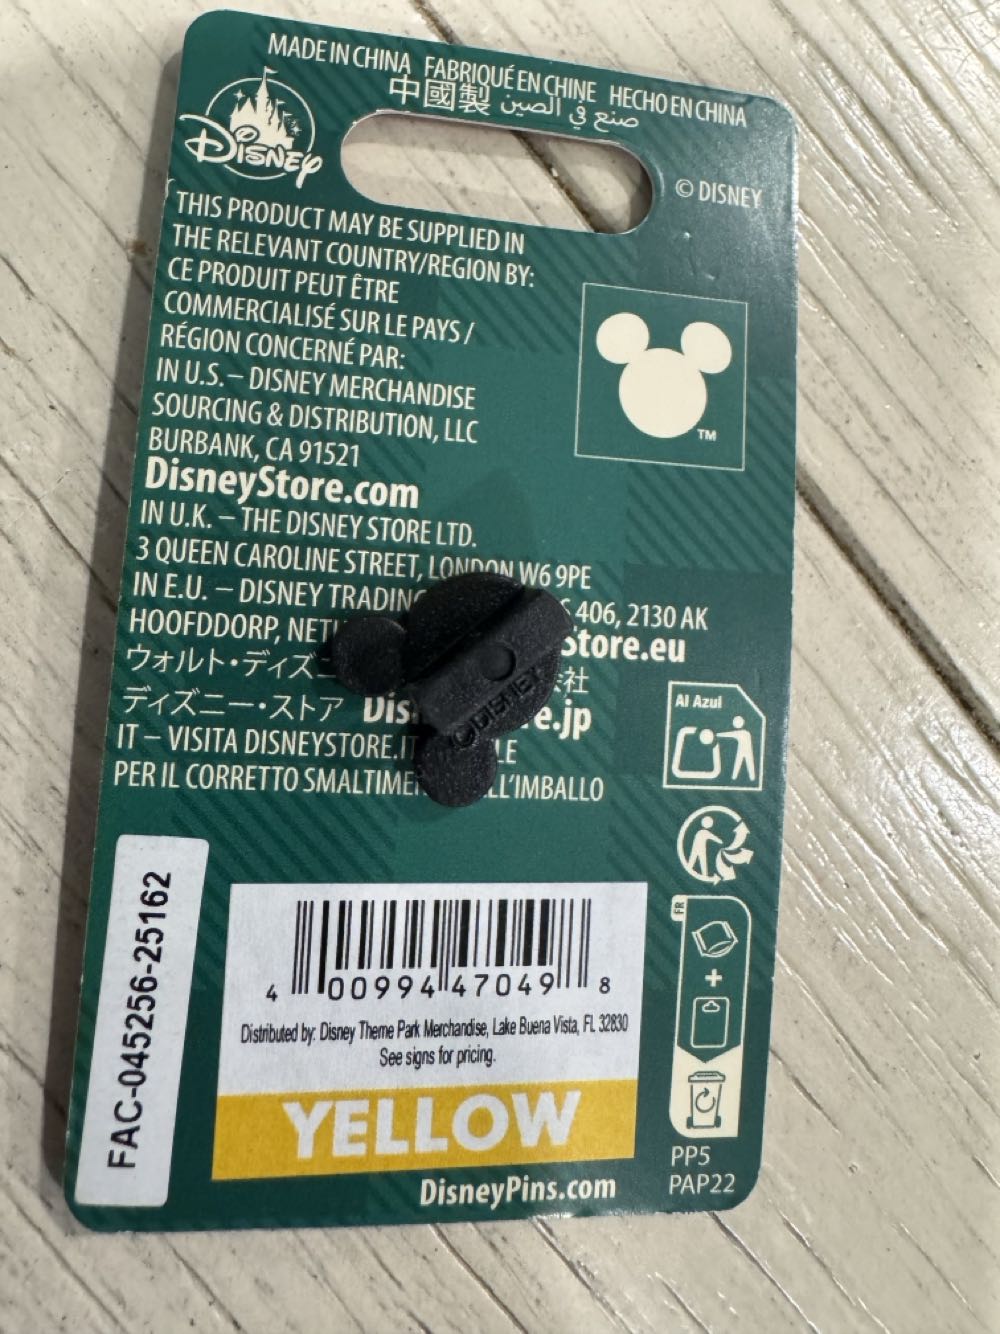 MADE IN CHINA FABRIQUÉ EN CHINE HECHO EN CHINA
中國製 صنع في الصين
Disney
© DISNEY
THIS PRODUCT MAY BE SUPPLIED IN
THE RELEVANT COUNTRY/REGION BY:
CE PRODUIT PEUT ÊTRE
COMMERCIALISÉ SUR LE PAYS /
RÉGION CONCERNÉ PAR:
IN U.S. – DISNEY MERCHANDISE
SOURCING & DISTRIBUTION, LLC
BURBANK, CA 91521
DisneyStore.com
TM
IN U.K. – THE DISNEY STORE LTD.
3 QUEEN CAROLINE STREET, LONDON W6 9PE
IN E.U. – DISNEY TRADING 406, 2130 AK
HOOFDDORP, Store.eu
ウォルト・ディズ 社
ディズニー・ストア Dis e.jp
IT – VISITA DISNEYSTORE.IT LE
PER IL CORRETTO SMALTIME LL'IMBALLO
© DISNEY
Al Azul
FR
+
PP5
PAP22
FAC-045256-25162
4 00994 47049 8
Distributed by: Disney Theme Park Merchandise, Lake Buena Vista, FL 32830
See signs for pricing.
YELLOW
DisneyPins.com